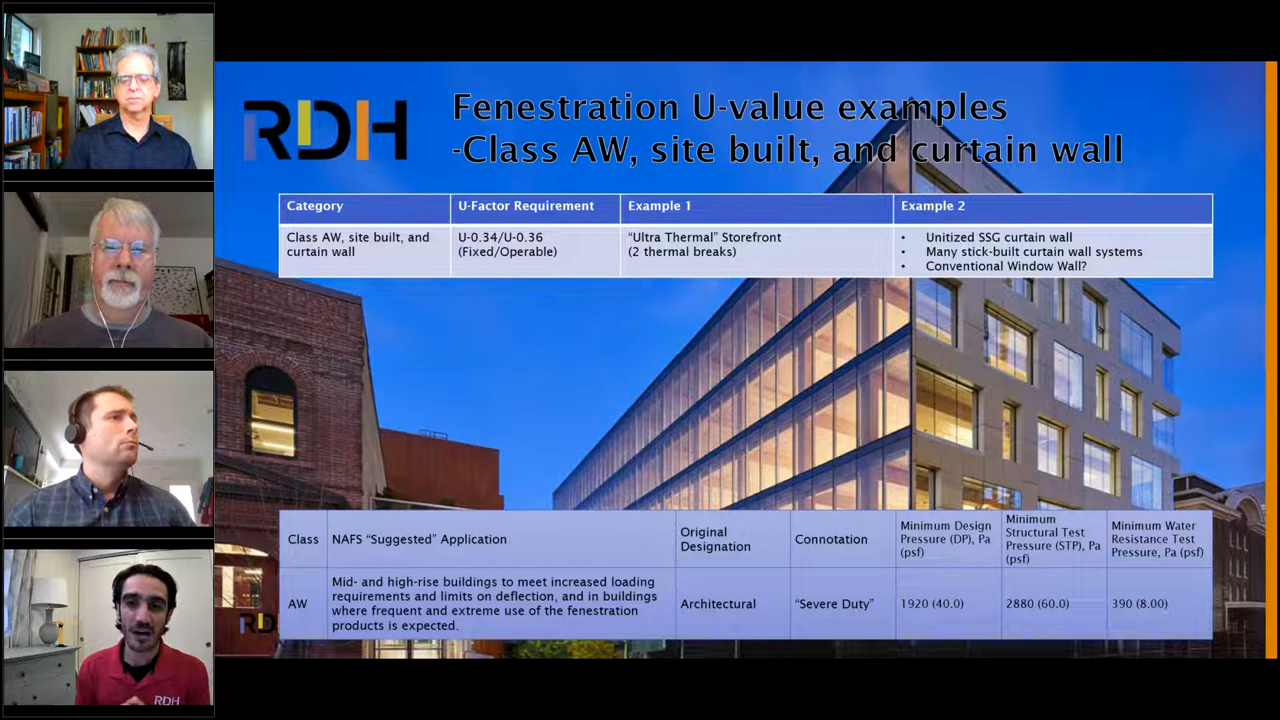 RDH
Fenestration U-value examples
-Class AW, site built, and curtain wall
Category
U-Factor Requirement
Example 1
Example 2
Class AW, site built, and
curtain wall
U-0.34/U-0.36
(Fixed/Operable)
“Ultra Thermal” Storefront
(2 thermal breaks)
• Unitized SSG curtain wall
• Many stick-built curtain wall systems
• Conventional Window Wall?
Class
NAFS “Suggested” Application
Original
Designation
Connotation
Minimum Design
Pressure (DP), Pa
(psf)
Minimum
Structural Test
Pressure (STP), Pa
(psf)
Minimum Water
Resistance Test
Pressure, Pa (psf)
AW
Mid- and high-rise buildings to meet increased loading
requirements and limits on deflection, and in buildings
where frequent and extreme use of the fenestration
products is expected.
Architectural
“Severe Duty”
1920 (40.0)
2880 (60.0)
390 (8.00)
RDH